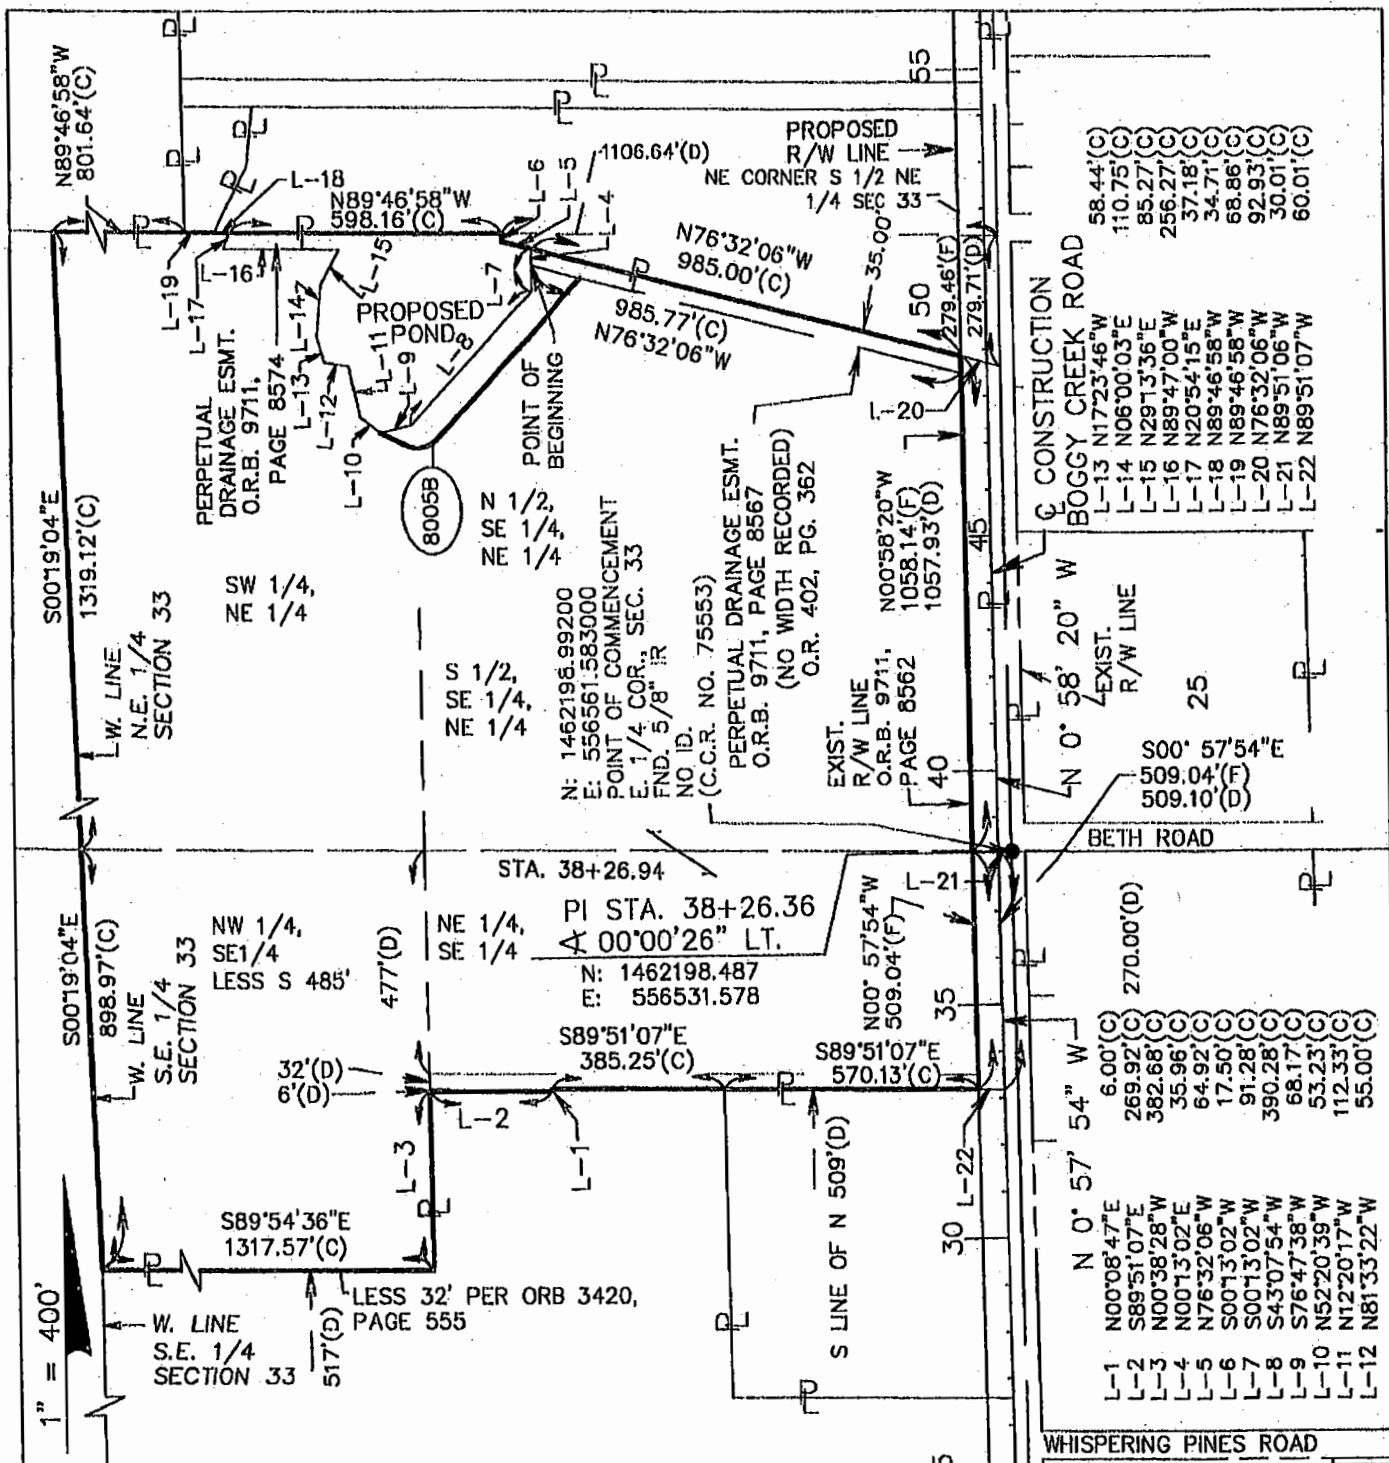 N89°46'58"W
801.64'(C)
L-18
N89°46'58"W
598.16'(C)
L-6
L-5
L-4
1106.64'(D)
PROPOSED
R/W LINE
NE CORNER S 1/2 NE
1/4 SEC 33
55
L-19
L-17
L-16
L-14
L-15
L-13
L-12
L-11
L-10
L-9
L-8
L-7
PROPOSED
POND
N76°32'06"W
985.00'(C)
985.77'(C)
N76°32'06"W
35.00'
50
279.46'(F)
279.71'(D)
L-20
PERPETUAL
DRAINAGE ESMT.
O.R.B. 9711,
PAGE 8574
POINT OF
BEGINNING
8005B
S00°19'04"E
1319.12'(C)
W. LINE
N.E. 1/4
SECTION 33
SW 1/4,
NE 1/4
N 1/2,
SE 1/4,
NE 1/4
S 1/2,
SE 1/4,
NE 1/4
N: 1462198.99200
E: 556561.583000
POINT OF COMMENCEMENT
E. 1/4 COR., SEC. 33
FND. 5/8" IR
NO ID.
(C.C.R. NO. 75553)
PERPETUAL DRAINAGE ESMT.
O.R.B. 9711, PAGE 8567
(NO WIDTH RECORDED)
O.R. 402, PG. 362
N00°58'20"W
1058.14'(F)
1057.93'(D)
45
EXIST.
R/W LINE
O.R.B. 9711,
PAGE 8562
40
℄ CONSTRUCTION
BOGGY CREEK ROAD
L-13 N17°23'46"W 58.44'(C)
L-14 N06°00'03"E 110.75'(C)
L-15 N29°13'36"E 85.27'(C)
L-16 N89°47'00"W 256.27'(C)
L-17 N20°54'15"E 37.18'(C)
L-18 N89°46'58"W 34.71'(C)
L-19 N89°46'58"W 68.86'(C)
L-20 N76°32'06"W 92.93'(C)
L-21 N89°51'06"W 30.01'(C)
L-22 N89°51'07"W 60.01'(C)
N 0° 58' 20" W
EXIST.
R/W LINE
25
S00° 57'54"E
509.04'(F)
509.10'(D)
BETH ROAD
STA. 38+26.94
PI STA. 38+26.36
00°00'26" LT.
N: 1462198.487
E: 556531.578
S00°19'04"E
898.97'(C)
W. LINE
S.E. 1/4
SECTION 33
NW 1/4,
SE1/4
LESS S 485'
477'(D)
NE 1/4,
SE 1/4
L-21
N00° 57'54"W
509.04'(F)
35
S89°51'07"E
385.25'(C)
S89°51'07"E
570.13'(C)
32'(D)
6'(D)
L-2
L-3
L-1
L-22
30
S LINE OF N 509'(D)
S89°54'36"E
1317.57'(C)
LESS 32' PER ORB 3420,
PAGE 555
W. LINE
S.E. 1/4
SECTION 33
517'(D)
1" = 400'
N 0° 57' 54" W
270.00'(D)
L-1 N00°08'47"E 6.00'(C)
L-2 S89°51'07"E 269.92'(C)
L-3 N00°38'28"W 382.68'(C)
L-4 N00°13'02"E 35.96'(C)
L-5 N76°32'06"W 64.92'(C)
L-6 S00°13'02"W 17.50'(C)
L-7 S00°13'02"W 91.28'(C)
L-8 S43°07'54"W 390.28'(C)
L-9 S76°47'38"W 68.17'(C)
L-10 N52°20'39"W 53.23'(C)
L-11 N12°20'17"W 112.33'(C)
L-12 N81°33'22"W 55.00'(C)
WHISPERING PINES ROAD